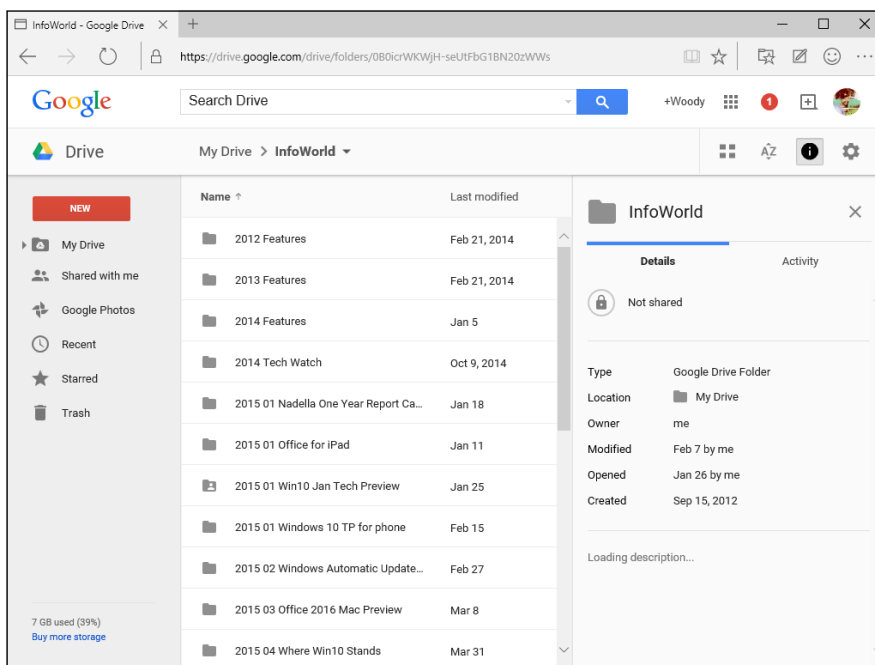 InfoWorld - Google Drive
https://drive.google.com/drive/folders/0B0icrWKWjH-seUtFbG1BN20zWWs
Google
Search Drive
+Woody
1
Drive
My Drive > InfoWorld
AZ
NEW
My Drive
Shared with me
Google Photos
Recent
Starred
Trash
7 GB used (39%)
Buy more storage
Name ↑ Last modified
2012 Features Feb 21, 2014
2013 Features Feb 21, 2014
2014 Features Jan 5
2014 Tech Watch Oct 9, 2014
2015 01 Nadella One Year Report Ca... Jan 18
2015 01 Office for iPad Jan 11
2015 01 Win10 Jan Tech Preview Jan 25
2015 01 Windows 10 TP for phone Feb 15
2015 02 Windows Automatic Update... Feb 27
2015 03 Office 2016 Mac Preview Mar 8
2015 04 Where Win10 Stands Mar 31
InfoWorld
Details Activity
Not shared
Type Google Drive Folder
Location My Drive
Owner me
Modified Feb 7 by me
Opened Jan 26 by me
Created Sep 15, 2012
Loading description...